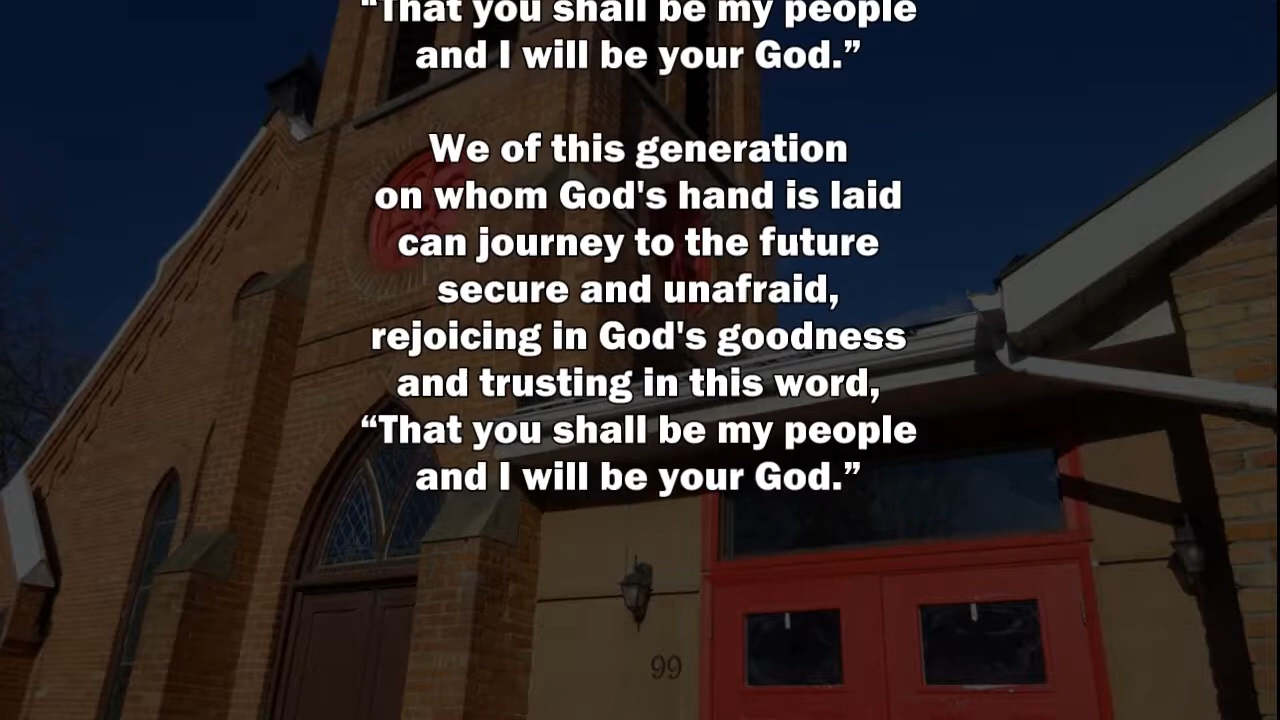 “That you shall be my people
and I will be your God.”
We of this generation
on whom God's hand is laid
can journey to the future
secure and unafraid,
rejoicing in God's goodness
and trusting in this word,
“That you shall be my people
and I will be your God.”
99